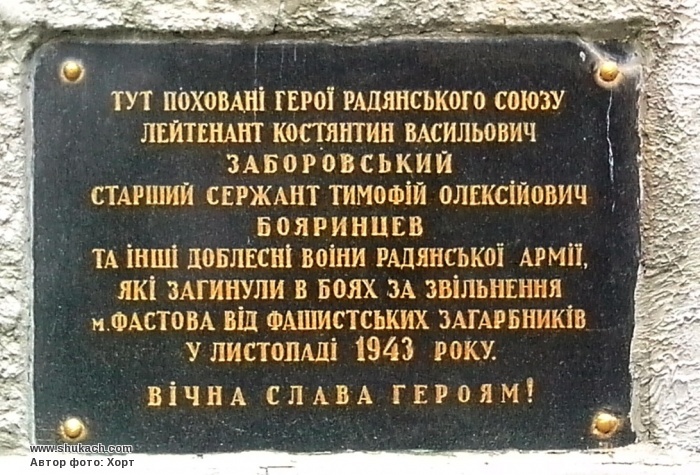 ТУТ ПОХОВАНІ ГЕРОЇ РАДЯНСЬКОГО СОЮЗУ
ЛЕЙТЕНАНТ КОСТЯНТИН ВАСИЛЬОВИЧ
ЗАБОРОВСЬКИЙ
СТАРШИЙ СЕРЖАНТ ТИМОФІЙ ОЛЕКСІЙОВИЧ
БОЯРИНЦЕВ
ТА ІНШІ ДОБЛЕСНІ ВОІНИ РАДЯНСЬКОЇ АРМІЇ,
ЯКІ ЗАГИНУЛИ В БОЯХ ЗА ЗВІЛЬНЕННЯ
м.ФАСТОВА ВІД ФАШИСТСЬКИХ ЗАГАРБНИКІВ
У ЛИСТОПАДІ 1943 РОКУ.
ВІЧНА СЛАВА ГЕРОЯМ!
www.shukach.com
Автор фото: Хорт